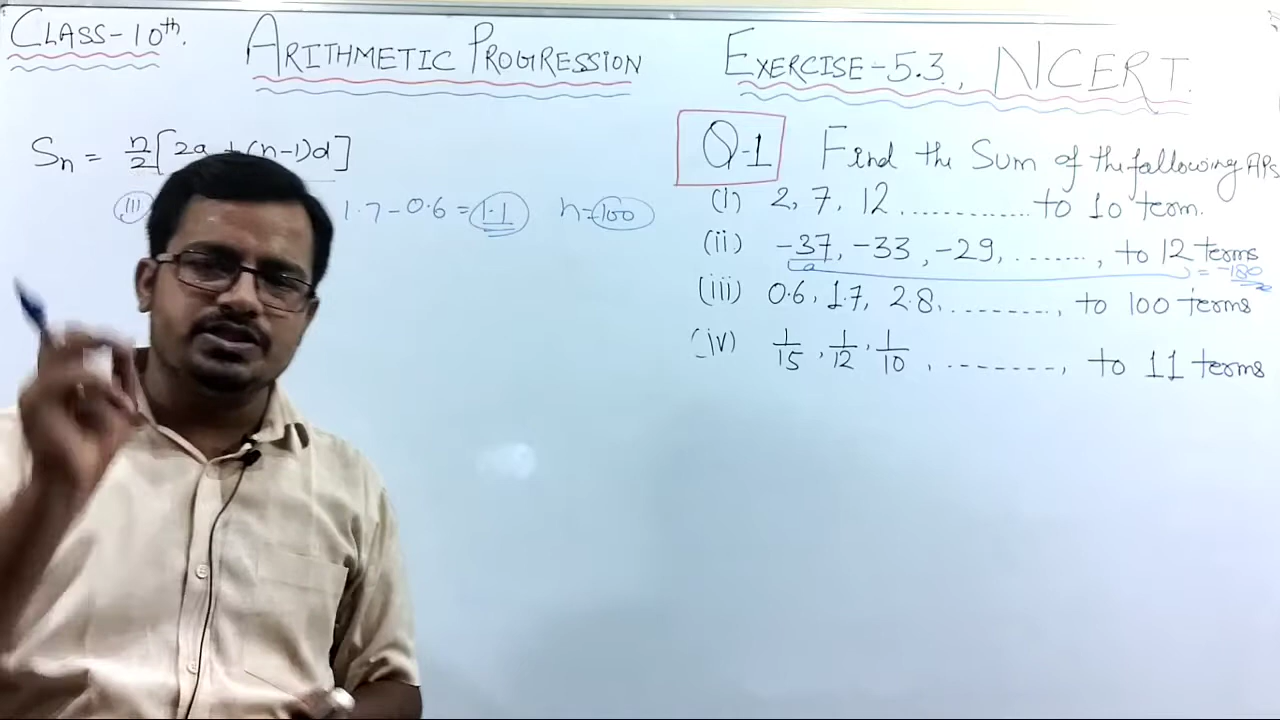 CLASS-10th.
ARITHMETIC PROGRESSION
EXERCISE-5.3, NCERT.
Sn = n/2[2a + (n-1)d]
(iii) 1.7-0.6 = 1.1 n=100
Q-1 Find the Sum of the following APs
(i) 2, 7, 12 ............. to 10 term.
(ii) -37, -33, -29, ......., to 12 terms
a = -180
(iii) 0.6, 1.7, 2.8, ........., to 100 terms
(iv) 1/15, 1/12, 1/10, ........, to 11 terms